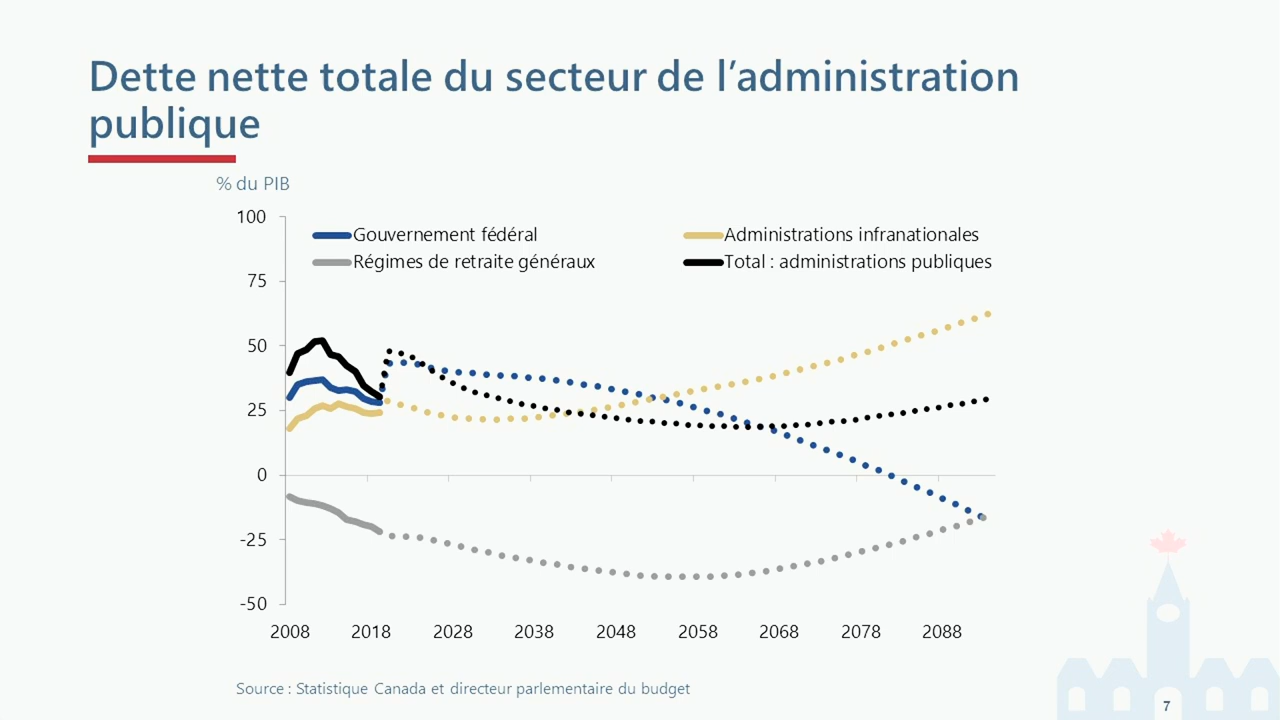 Dette nette totale du secteur de l’administration
publique
% du PIB
100
75
50
25
0
-25
-50
Gouvernement fédéral
Administrations infranationales
Régimes de retraite généraux
Total : administrations publiques
2008 2018 2028 2038 2048 2058 2068 2078 2088
Source : Statistique Canada et directeur parlementaire du budget
7